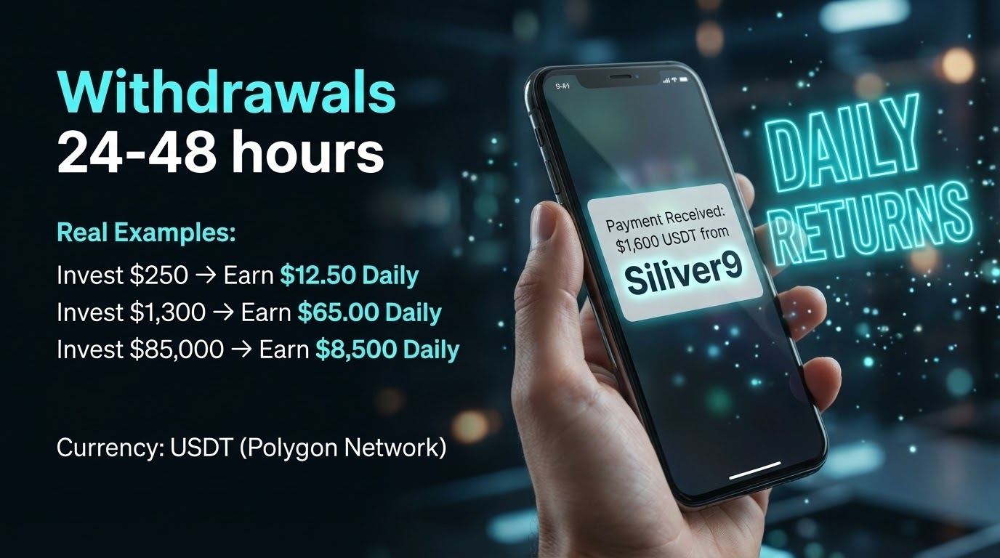 Withdrawals
24-48 hours
Real Examples:
Invest $250 → Earn $12.50 Daily
Invest $1,300 → Earn $65.00 Daily
Invest $85,000 → Earn $8,500 Daily
Currency: USDT (Polygon Network)
9-41
Payment Received:
$1,600 USDT from
Siliver9
DAILY
RETURNS